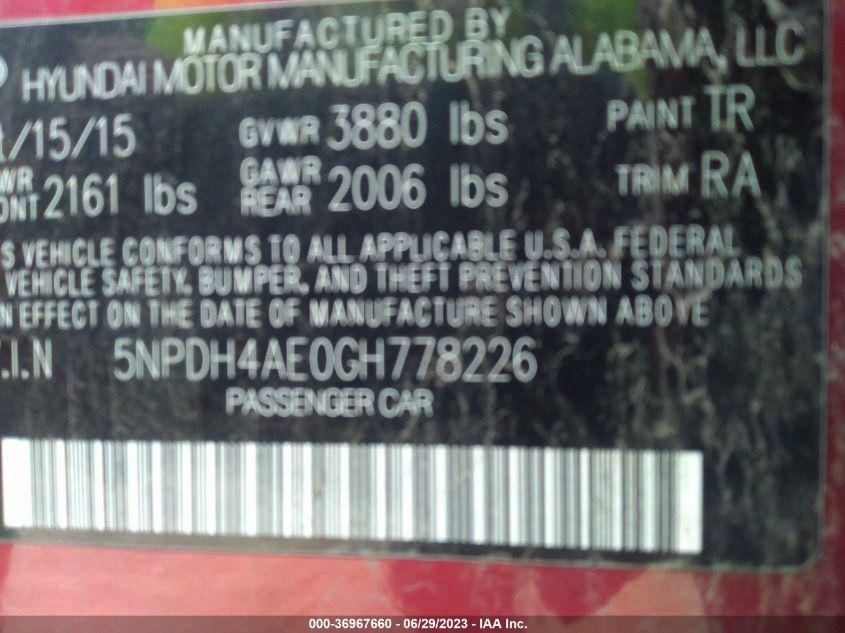 MANUFACTURED BY
HYUNDAI MOTOR MANUFACTURING ALABAMA, LLC
/15/15 GVWR 3880 lbs PAINT TR
WR GAWR
ONT 2161 lbs REAR 2006 lbs TRIM RA
S VEHICLE CONFORMS TO ALL APPLICABLE U.S.A. FEDERAL
VEHICLE SAFETY, BUMPER, AND THEFT PREVENTION STANDARDS
N EFFECT ON THE DATE OF MANUFACTURE SHOWN ABOVE
.I.N 5NPDH4AE0GH778226
PASSENGER CAR
000-36967660 - 06/29/2023 - IAA Inc.